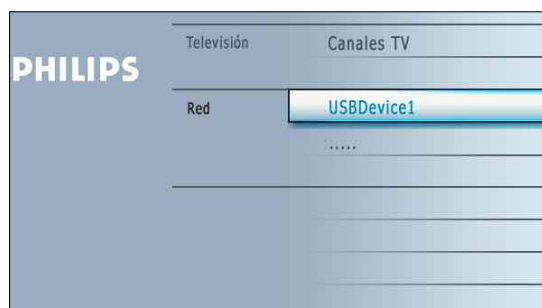 Televisión Canales TV
PHILIPS
Red USBDevice1
.....